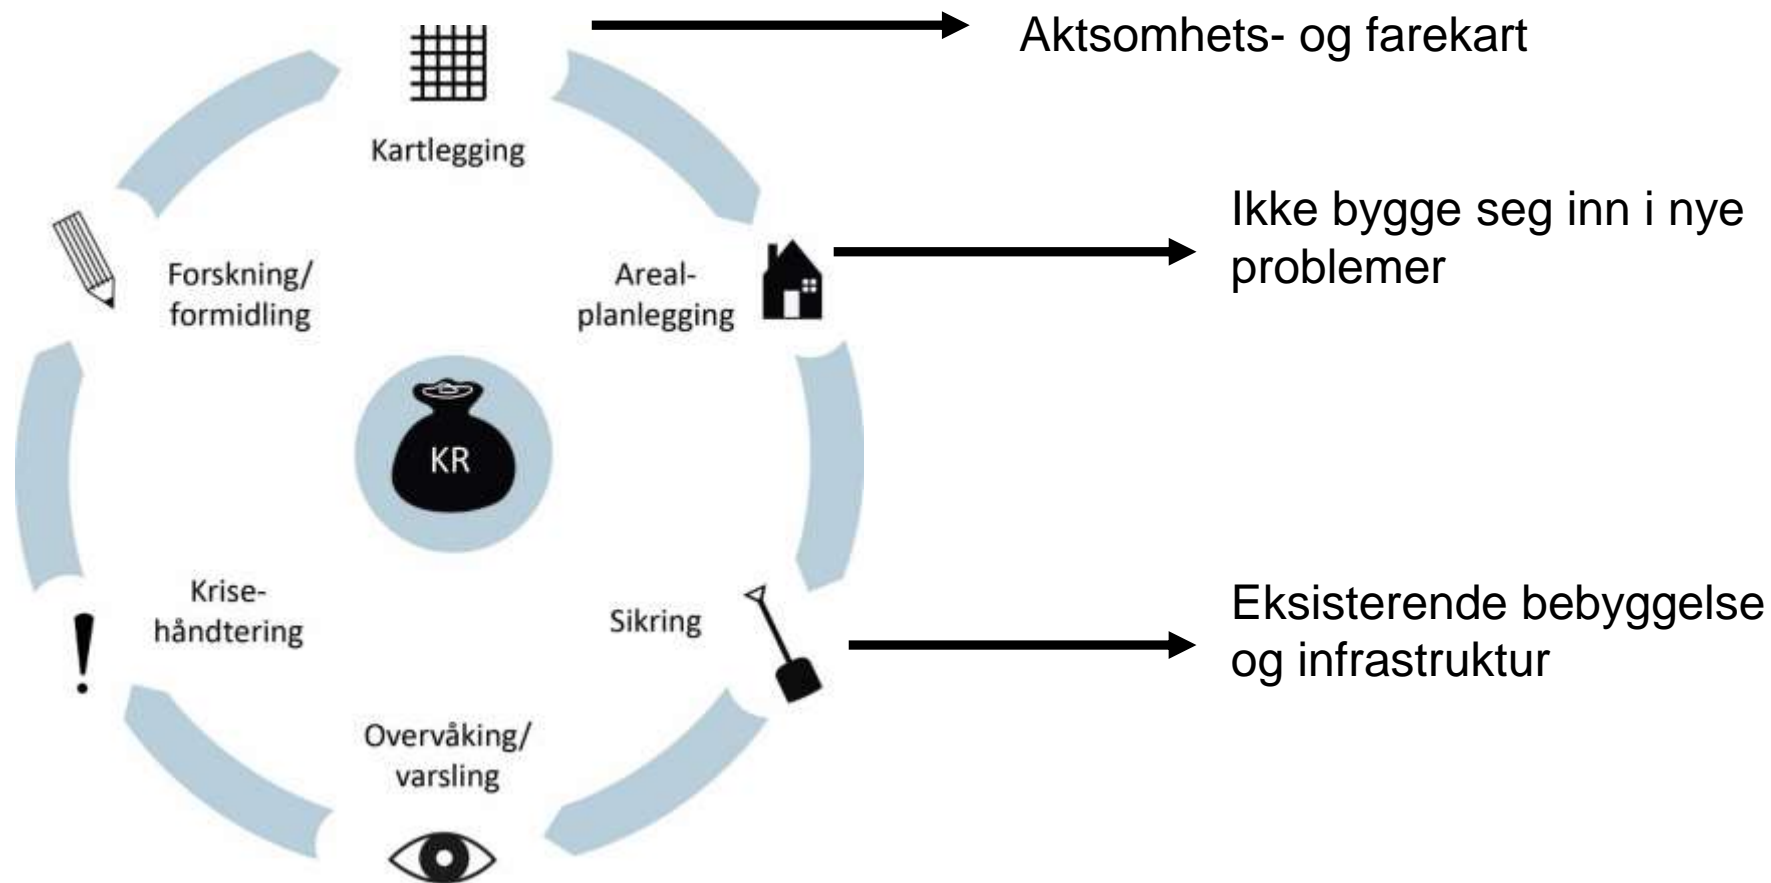 Aktsomhets- og farekart
Kartlegging
Ikke bygge seg inn i nye
problemer
Forskning/
formidling
Areal-
planlegging
KR
Krise-
håndtering
Sikring
Eksisterende bebyggelse
og infrastruktur
Overvåking/
varsling